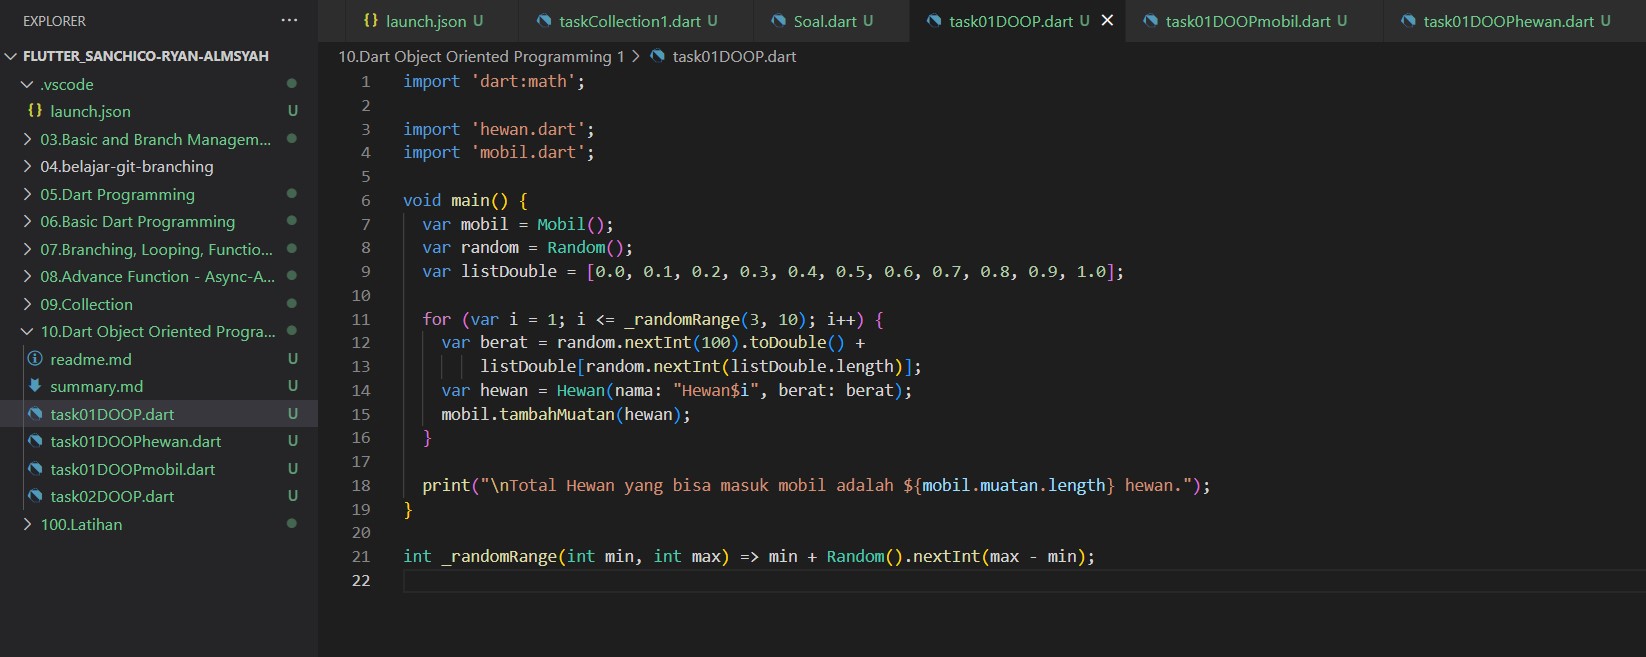 EXPLORER ...
FLUTTER_SANCHICO-RYAN-ALMSYAH
.vscode
{} launch.json U
03.Basic and Branch Managem...
04.belajar-git-branching
05.Dart Programming
06.Basic Dart Programming
07.Branching, Looping, Functio...
08.Advance Function - Async-A...
09.Collection
10.Dart Object Oriented Progra...
readme.md U
summary.md U
task01DOOP.dart U
task01DOOPhewan.dart U
task01DOOPmobil.dart U
task02DOOP.dart U
100.Latihan
{} launch.json U taskCollection1.dart U Soal.dart U task01DOOP.dart U task01DOOPmobil.dart U task01DOOPhewan.dart U
10.Dart Object Oriented Programming 1 > task01DOOP.dart
1 import 'dart:math';
2
3 import 'hewan.dart';
4 import 'mobil.dart';
5
6 void main() {
7 var mobil = Mobil();
8 var random = Random();
9 var listDouble = [0.0, 0.1, 0.2, 0.3, 0.4, 0.5, 0.6, 0.7, 0.8, 0.9, 1.0];
10
11 for (var i = 1; i <= _randomRange(3, 10); i++) {
12 var berat = random.nextInt(100).toDouble() +
13 listDouble[random.nextInt(listDouble.length)];
14 var hewan = Hewan(nama: "Hewan$i", berat: berat);
15 mobil.tambahMuatan(hewan);
16 }
17
18 print("\nTotal Hewan yang bisa masuk mobil adalah ${mobil.muatan.length} hewan.");
19 }
20
21 int _randomRange(int min, int max) => min + Random().nextInt(max - min);
22